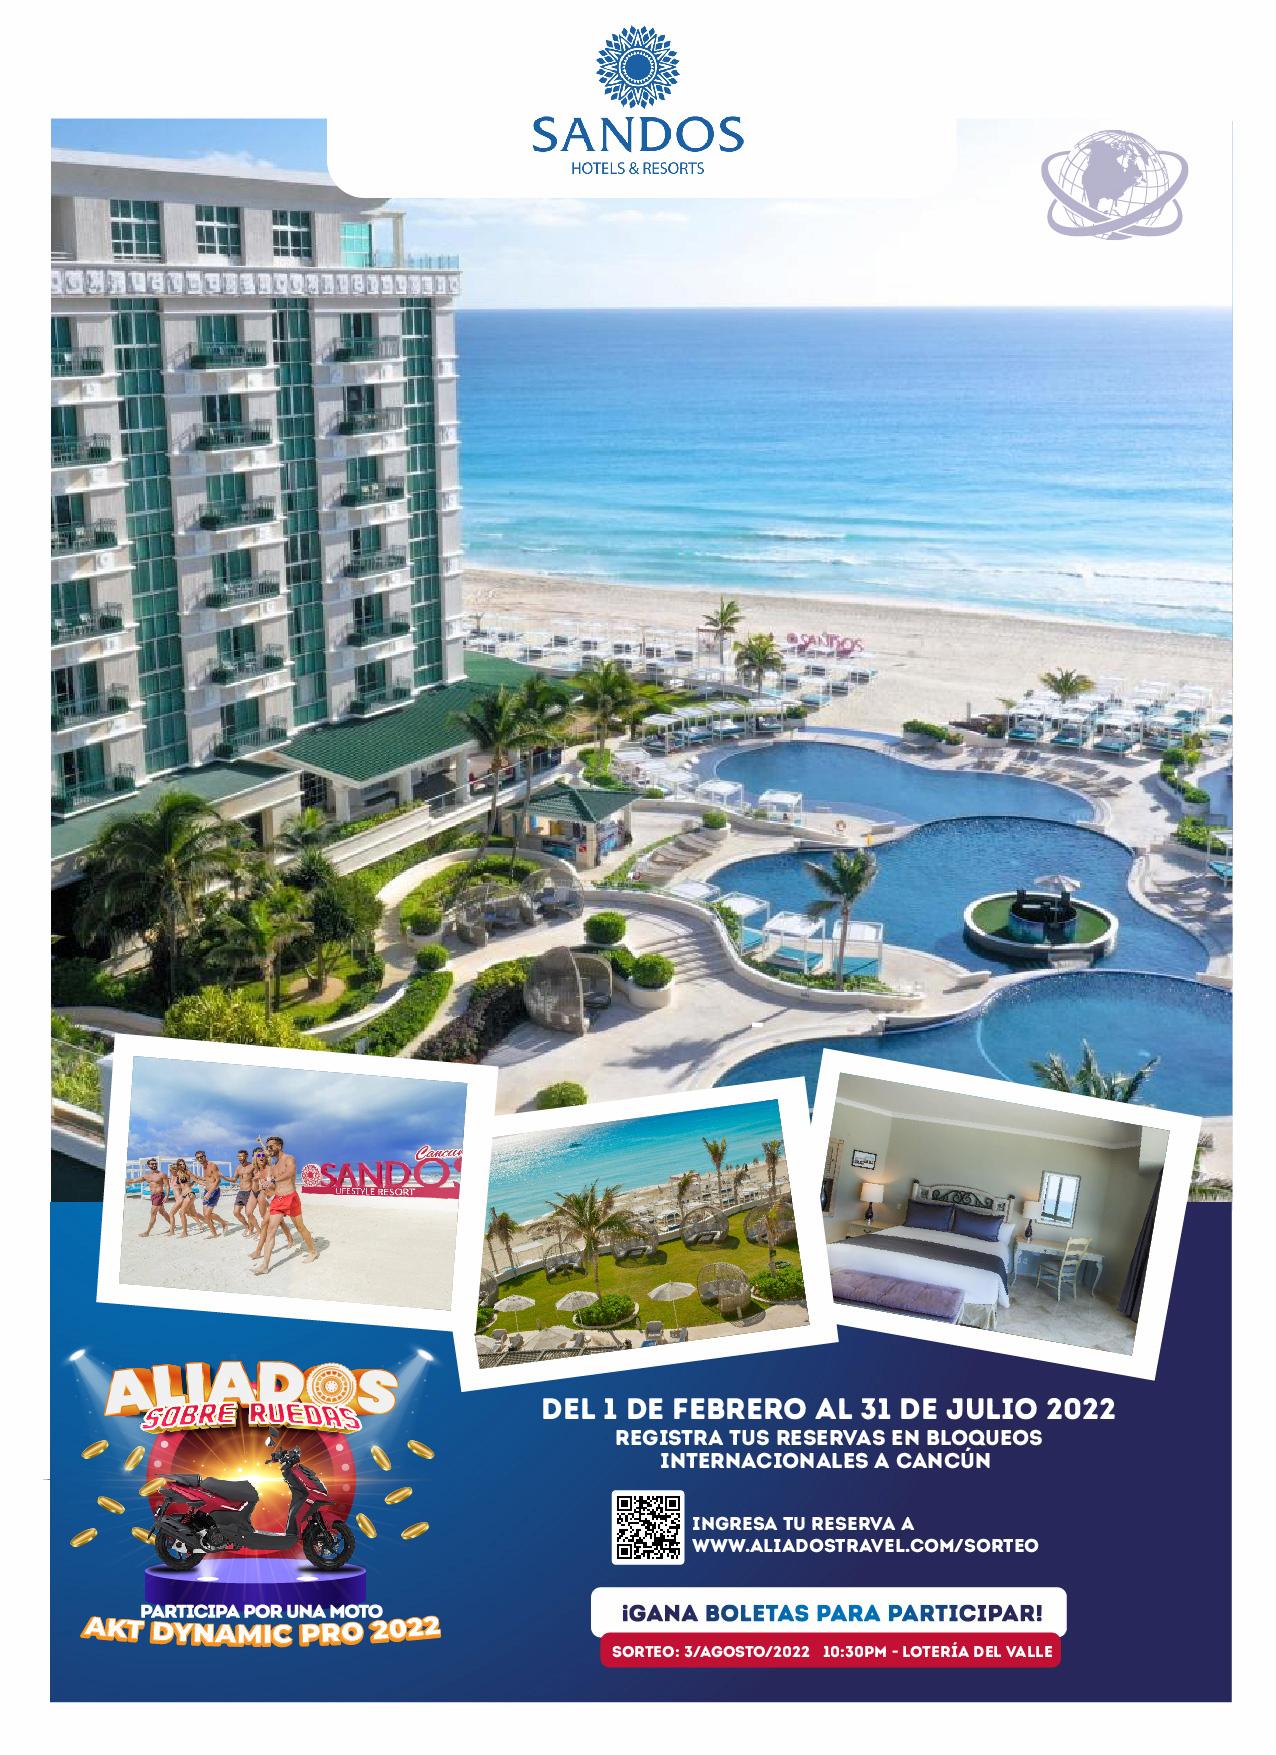 SANDOS
HOTELS & RESORTS
SANDOS
Cancun
SANDOS
LIFESTYLE RESORT
ALIADOS
SOBRE RUEDAS
PARTICIPA POR UNA MOTO
AKT DYNAMIC PRO 2022
DEL 1 DE FEBRERO AL 31 DE JULIO 2022
REGISTRA TUS RESERVAS EN BLOQUEOS
INTERNACIONALES A CANCÚN
INGRESA TU RESERVA A
WWW.ALIADOSTRAVEL.COM/SORTEO
¡GANA BOLETAS PARA PARTICIPAR!
SORTEO: 3/AGOSTO/2022 10:30PM - LOTERÍA DEL VALLE